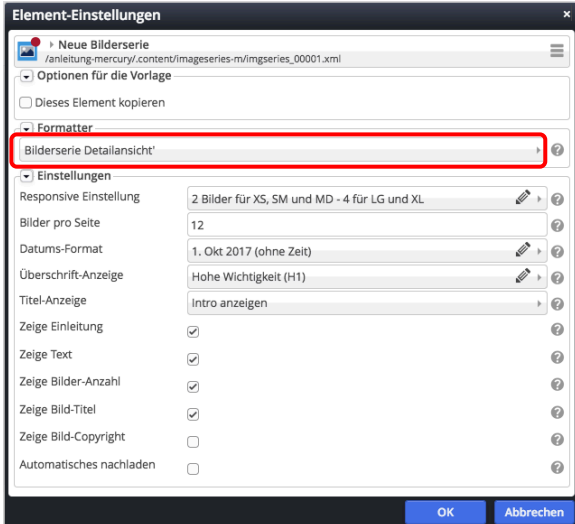 Element-Einstellungen
Neue Bilderserie
/anleitung-mercury/.content/imageseries-m/imgseries_00001.xml
Optionen für die Vorlage
Dieses Element kopieren
Formatter
Bilderserie Detailansicht'
Einstellungen
Responsive Einstellung 2 Bilder für XS, SM und MD - 4 für LG und XL
Bilder pro Seite 12
Datums-Format 1. Okt 2017 (ohne Zeit)
Überschrift-Anzeige Hohe Wichtigkeit (H1)
Titel-Anzeige Intro anzeigen
Zeige Einleitung
Zeige Text
Zeige Bilder-Anzahl
Zeige Bild-Titel
Zeige Bild-Copyright
Automatisches nachladen
OK Abbrechen